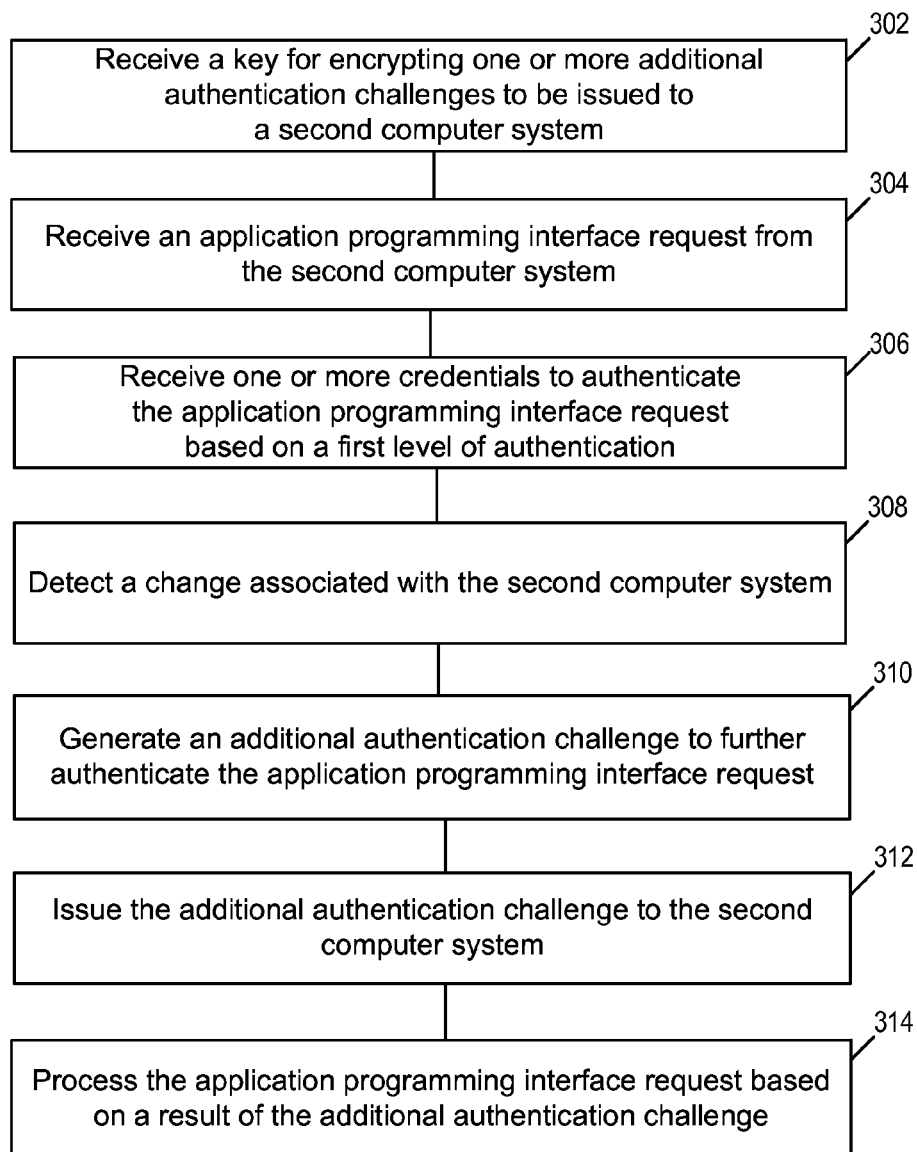 302
Receive a key for encrypting one or more additional
authentication challenges to be issued to
a second computer system
304
Receive an application programming interface request from
the second computer system
306
Receive one or more credentials to authenticate
the application programming interface request
based on a first level of authentication
308
Detect a change associated with the second computer system
310
Generate an additional authentication challenge to further
authenticate the application programming interface request
312
Issue the additional authentication challenge to the second
computer system
314
Process the application programming interface request based
on a result of the additional authentication challenge